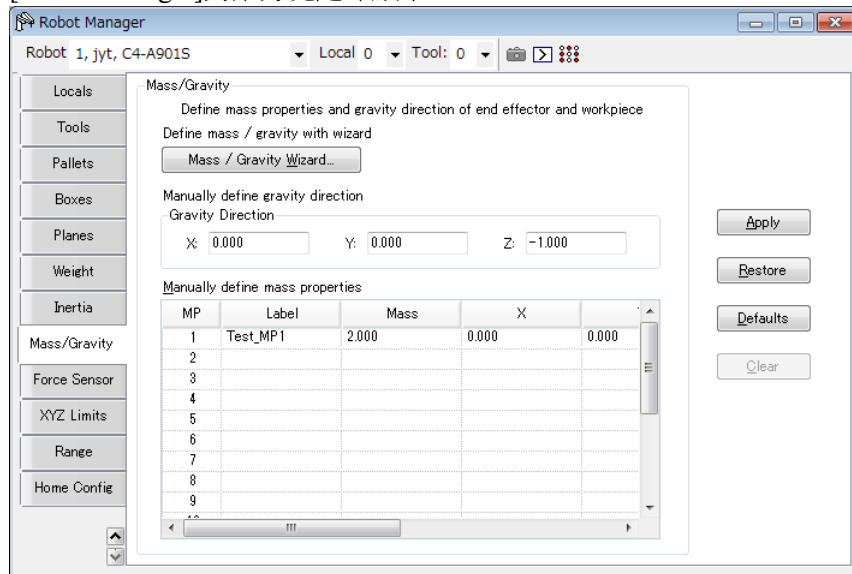 Robot Manager
Robot 1, jyt, C4-A901S Local 0 Tool: 0
Locals
Tools
Pallets
Boxes
Planes
Weight
Inertia
Mass/Gravity
Force Sensor
XYZ Limits
Range
Home Config
Mass/Gravity
Define mass properties and gravity direction of end effector and workpiece
Define mass / gravity with wizard
Mass / Gravity Wizard...
Manually define gravity direction
Gravity Direction
X: 0.000 Y: 0.000 Z: -1.000
Manually define mass properties
MP Label Mass X
1 Test_MP1 2.000 0.000 0.000
2
3
4
5
6
7
8
9
Apply
Restore
Defaults
Clear